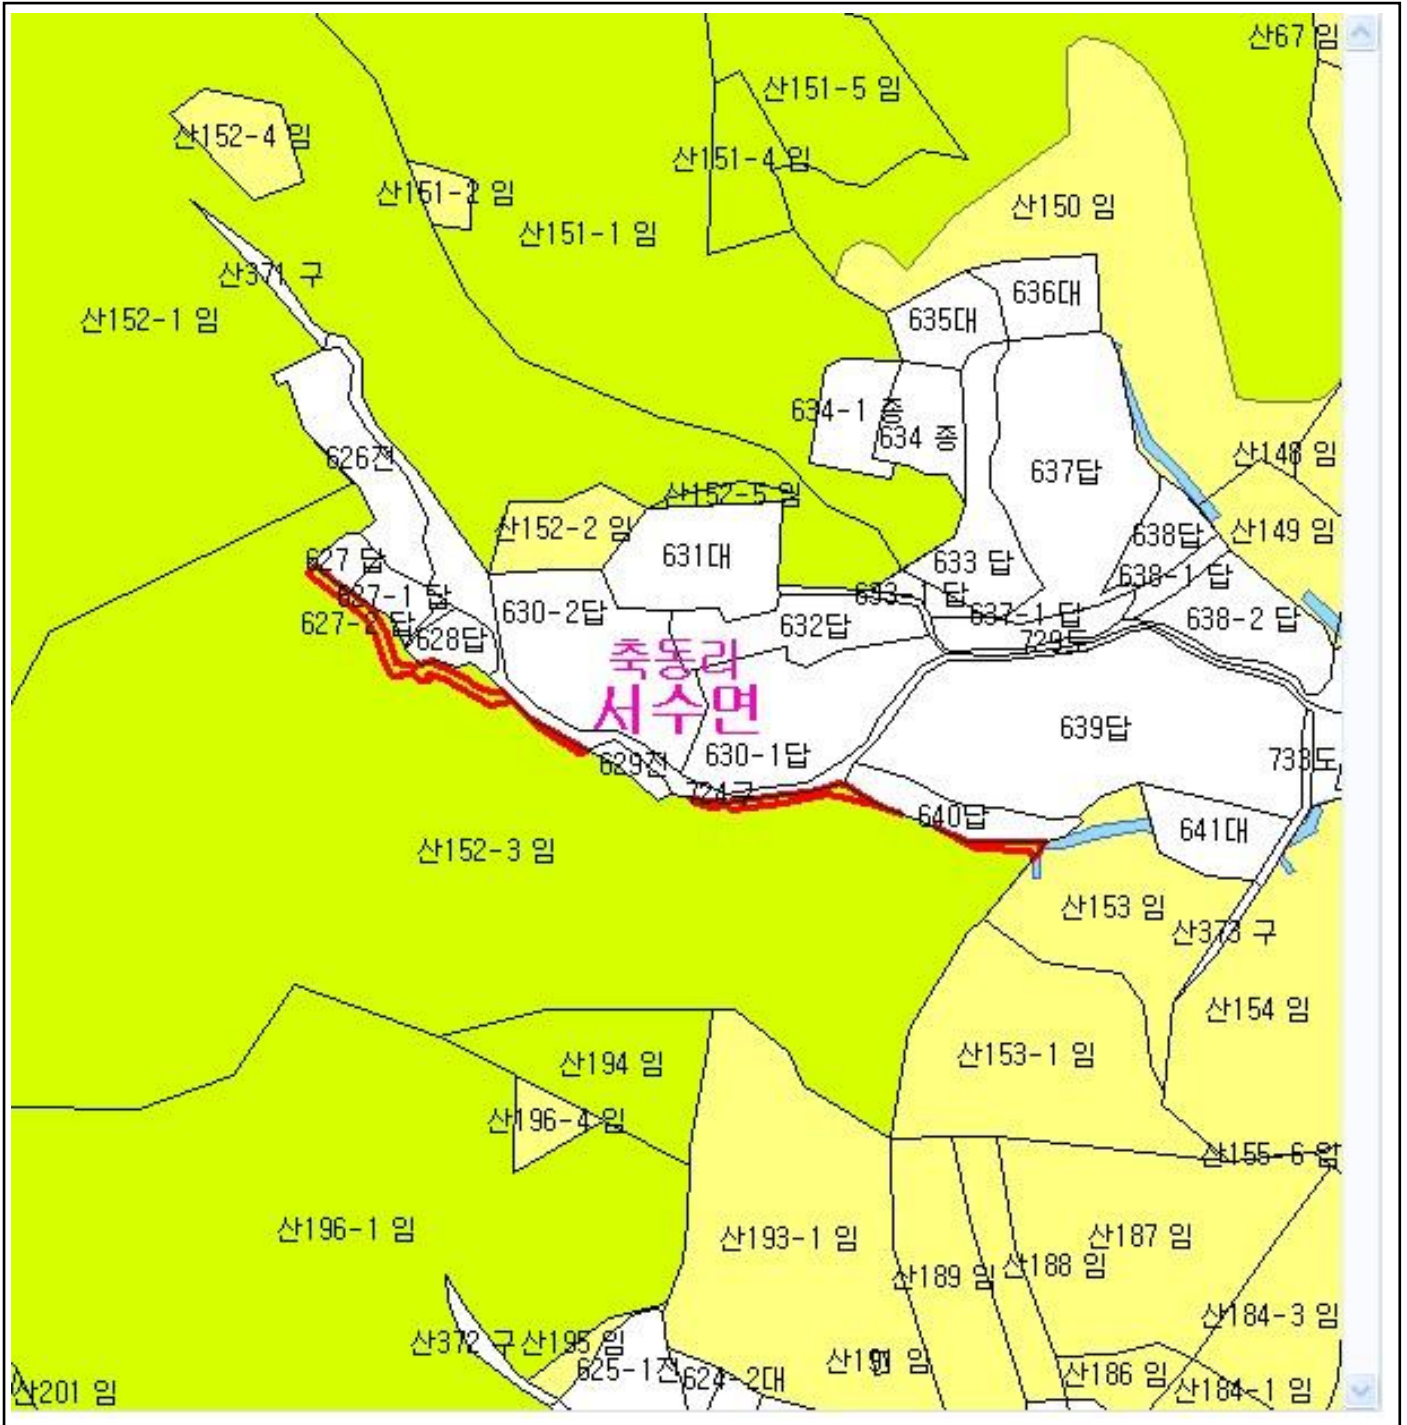 산67 임
산151-5 임
산152-4 임
산151-4 임
산151-2 임
산150 임
산151-1 임
산371 구
636대
산152-1 임
635대
634-1 종
634 종
산148 임
626전
637답
산152-5 임
산152-2 임
산149 임
638답
631대
627 답
633 답
638-1 답
627-1 답
633-1 답
630-2답
637-1 답
638-2 답
627-2 답
632답
628답
729도
축동리
서수면
639답
630-1답
733도
629전
724구
640답
641대
산152-3 임
산153 임
산373 구
산154 임
산153-1 임
산194 임
산196-4 임
산155-6 임
산196-1 임
산193-1 임
산187 임
산188 임
산189 임
산184-3 임
산372 구
산195 임
625-1전
624-2대
산186 임
산184-1 임
산201 임